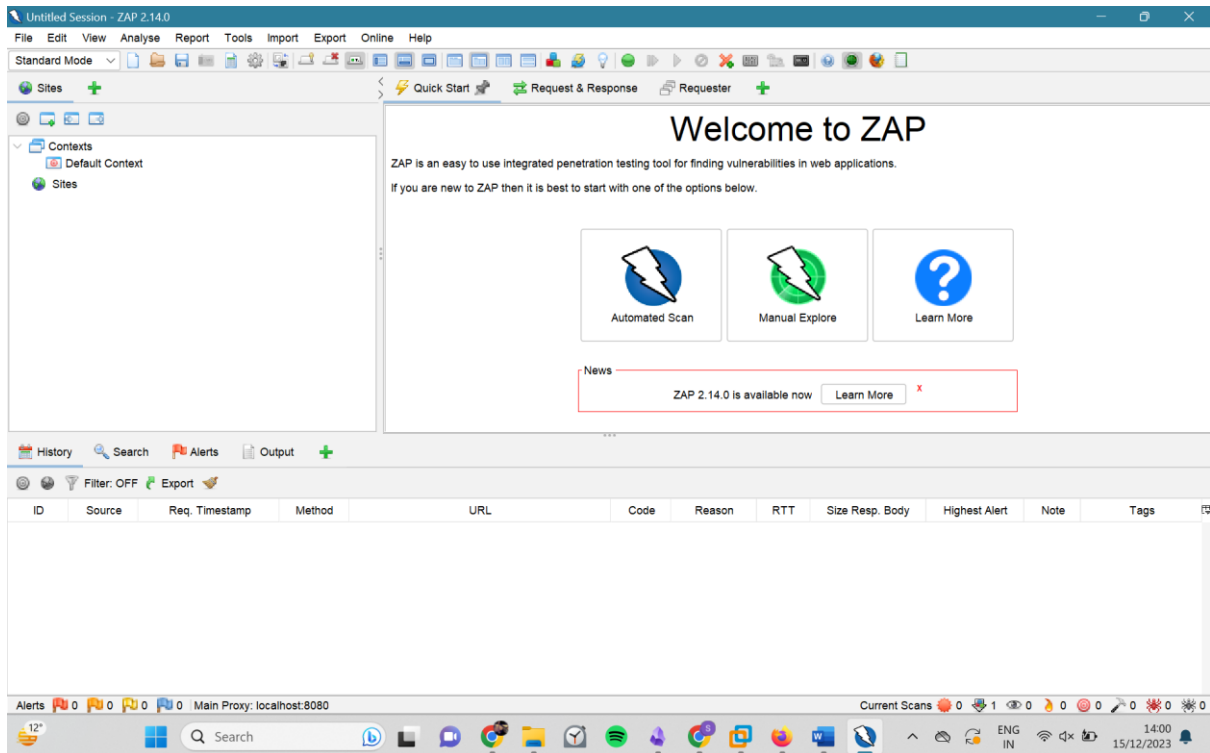 Untitled Session - ZAP 2.14.0
File Edit View Analyse Report Tools Import Export Online Help
Standard Mode
Sites
Quick Start Request & Response Requester
Contexts
Default Context
Sites
Welcome to ZAP
ZAP is an easy to use integrated penetration testing tool for finding vulnerabilities in web applications.
If you are new to ZAP then it is best to start with one of the options below.
Automated Scan Manual Explore Learn More
News
ZAP 2.14.0 is available now Learn More x
History Search Alerts Output
Filter: OFF Export
ID Source Req. Timestamp Method URL Code Reason RTT Size Resp. Body Highest Alert Note Tags
Alerts 0 0 0 0 Main Proxy: localhost:8080 Current Scans 0 1 0 0 0 0 0 0
12°
Search
ENG
IN
14:00
15/12/2023